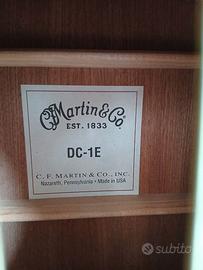 CFMartin & Co.
EST. 1833
DC-1E
C. F. MARTIN & CO., INC.
Nazareth, Pennsylvania • Made in USA
subito